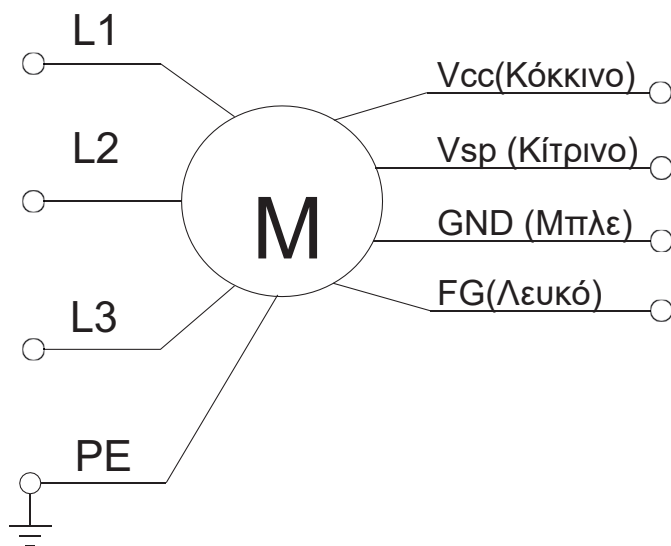 L1
Vcc(Κόκκινο)
L2
Vsp (Κίτρινο)
M
GND (Μπλε)
L3
FG(Λευκό)
PE